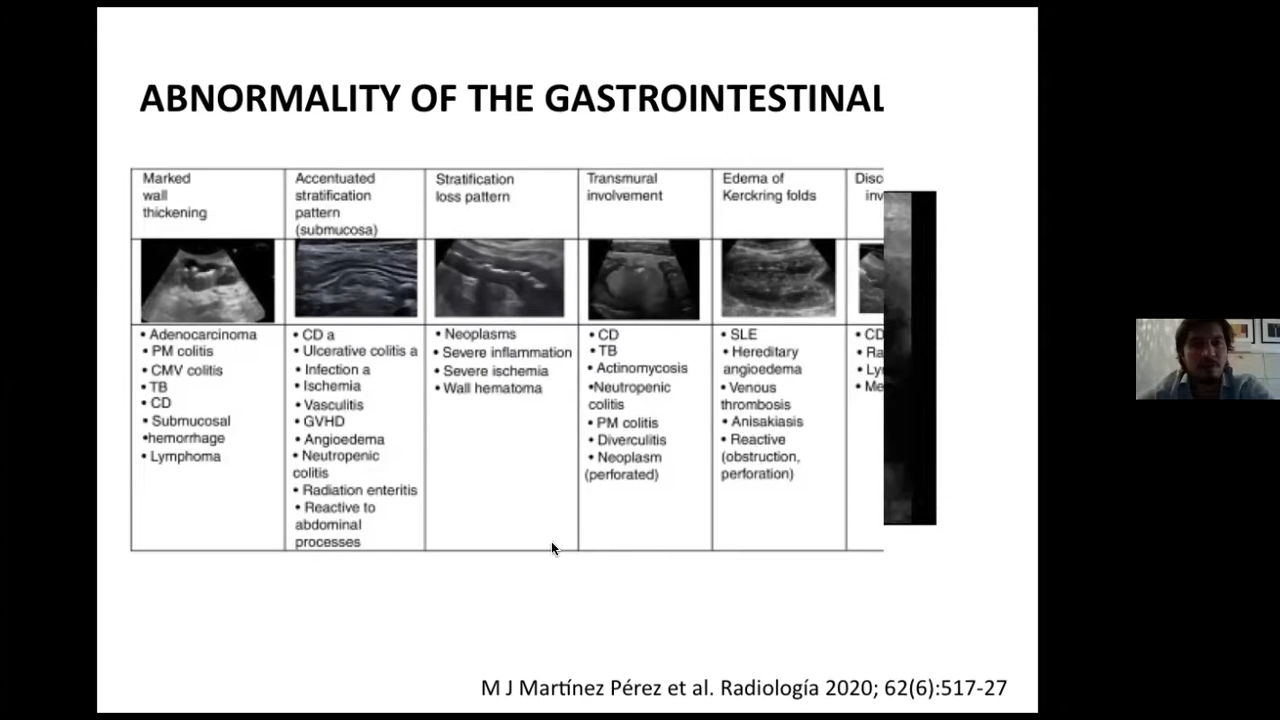 ABNORMALITY OF THE GASTROINTESTINAL
Marked
wall
thickening
Accentuated
stratification
pattern
(submucosa)
Stratification
loss pattern
Transmural
involvement
Edema of
Kerckring folds
• Adenocarcinoma
• PM colitis
• CMV colitis
• TB
• CD
• Submucosal
•hemorrhage
• Lymphoma
• CD a
• Ulcerative colitis a
• Infection a
• Ischemia
• Vasculitis
• GVHD
• Angioedema
• Neutropenic
colitis
• Radiation enteritis
• Reactive to
abdominal
processes
• Neoplasms
• Severe inflammation
• Severe ischemia
• Wall hematoma
• CD
• TB
• Actinomycosis
•Neutropenic
colitis
• PM colitis
• Diverculitis
• Neoplasm
(perforated)
• SLE
• Hereditary
angioedema
• Venous
thrombosis
• Anisakiasis
• Reactive
(obstruction,
perforation)
• CD
M J Martínez Pérez et al. Radiología 2020; 62(6):517-27